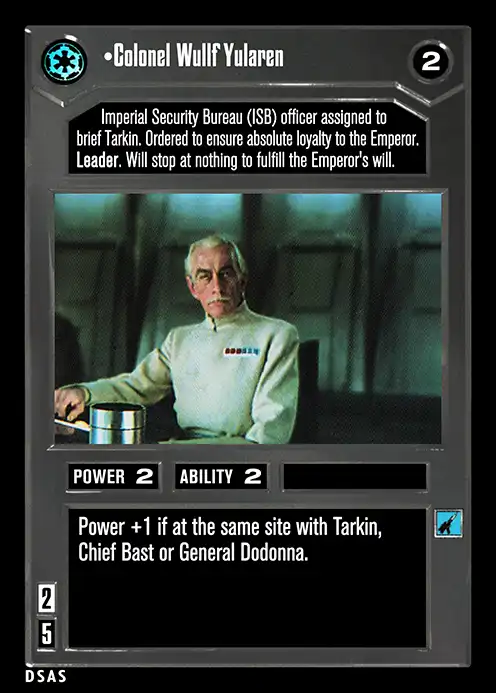 •Colonel Wullf Yularen
2
Imperial Security Bureau (ISB) officer assigned to
brief Tarkin. Ordered to ensure absolute loyalty to the Emperor.
Leader. Will stop at nothing to fulfill the Emperor's will.
POWER 2 ABILITY 2
Power +1 if at the same site with Tarkin,
Chief Bast or General Dodonna.
2
5
DSAS